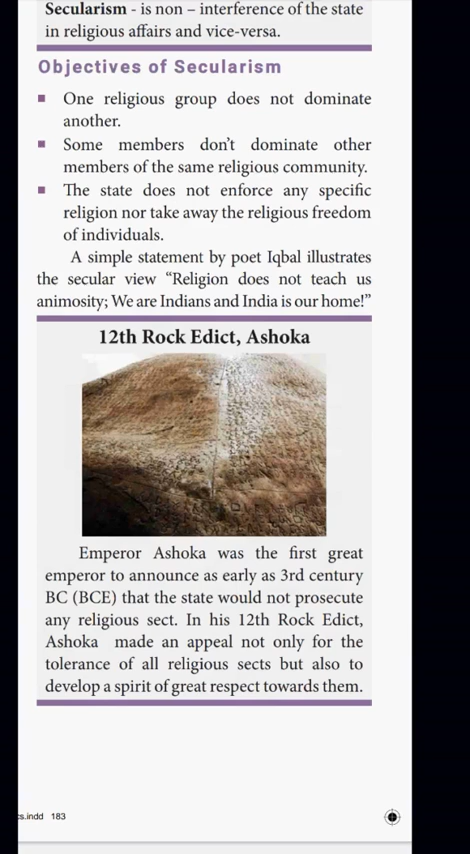 Secularism - is non – interference of the state
in religious affairs and vice-versa.
Objectives of Secularism
■ One religious group does not dominate
another.
■ Some members don't dominate other
members of the same religious community.
■ The state does not enforce any specific
religion nor take away the religious freedom
of individuals.
A simple statement by poet Iqbal illustrates
the secular view “Religion does not teach us
animosity; We are Indians and India is our home!”
12th Rock Edict, Ashoka
Emperor Ashoka was the first great
emperor to announce as early as 3rd century
BC (BCE) that the state would not prosecute
any religious sect. In his 12th Rock Edict,
Ashoka made an appeal not only for the
tolerance of all religious sects but also to
develop a spirit of great respect towards them.
s.indd 183